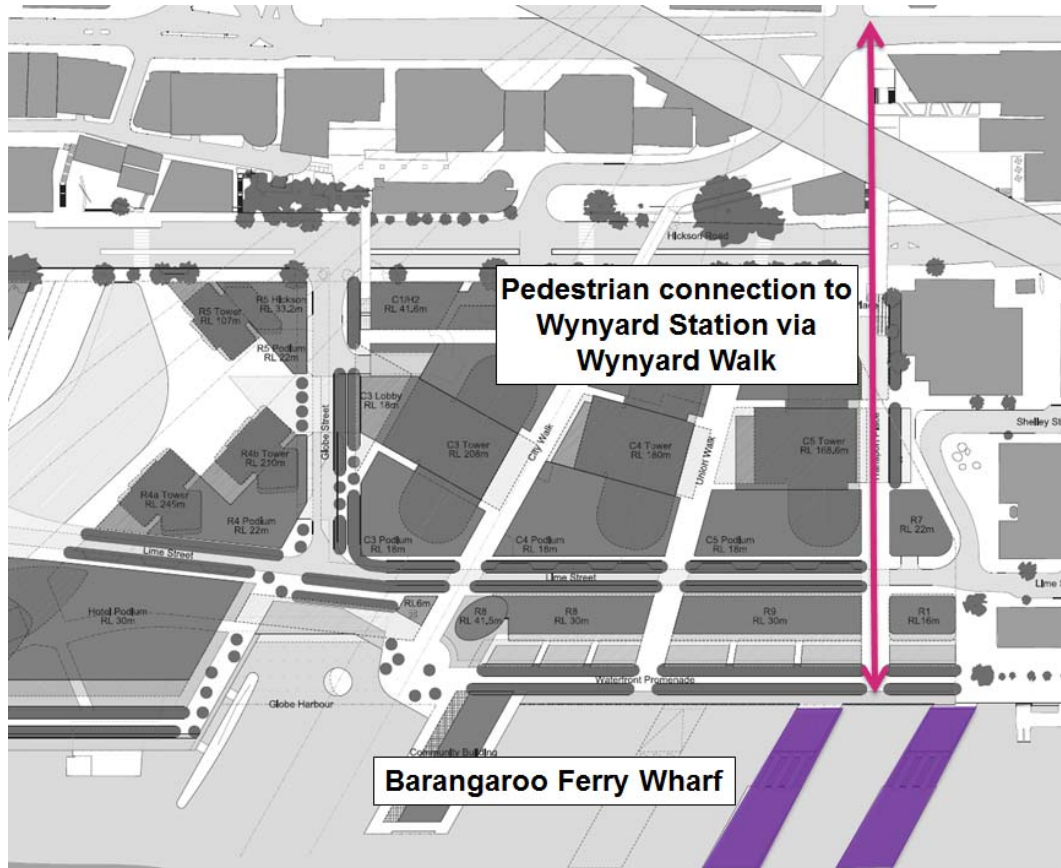 Hickson Road
Pedestrian connection to
Wynyard Station via
Wynyard Walk
R5 Tower
RL 107m
R5 Hickson
RL 33.2m
R5 Podium
RL 22m
C1/H2
RL 41.6m
Globe Street
C3 Lobby
RL 18m
C3 Tower
RL 208m
City Walk
C4 Tower
RL 180m
Union Walk
C5 Tower
RL 168.6m
Transport Place
Shelley St
R4b Tower
RL 210m
R4a Tower
RL 245m
R4 Podium
RL 22m
C3 Podium
RL 18m
C4 Podium
RL 18m
C5 Podium
RL 18m
R7
RL 22m
Lime Street
Lime Street
Lime S
Hotel Podium
RL 30m
RL6m
R8
RL 41.5m
R8
RL 30m
R9
RL 30m
R1
RL16m
Waterfront Promenade
Globe Harbour
Community Building
Barangaroo Ferry Wharf